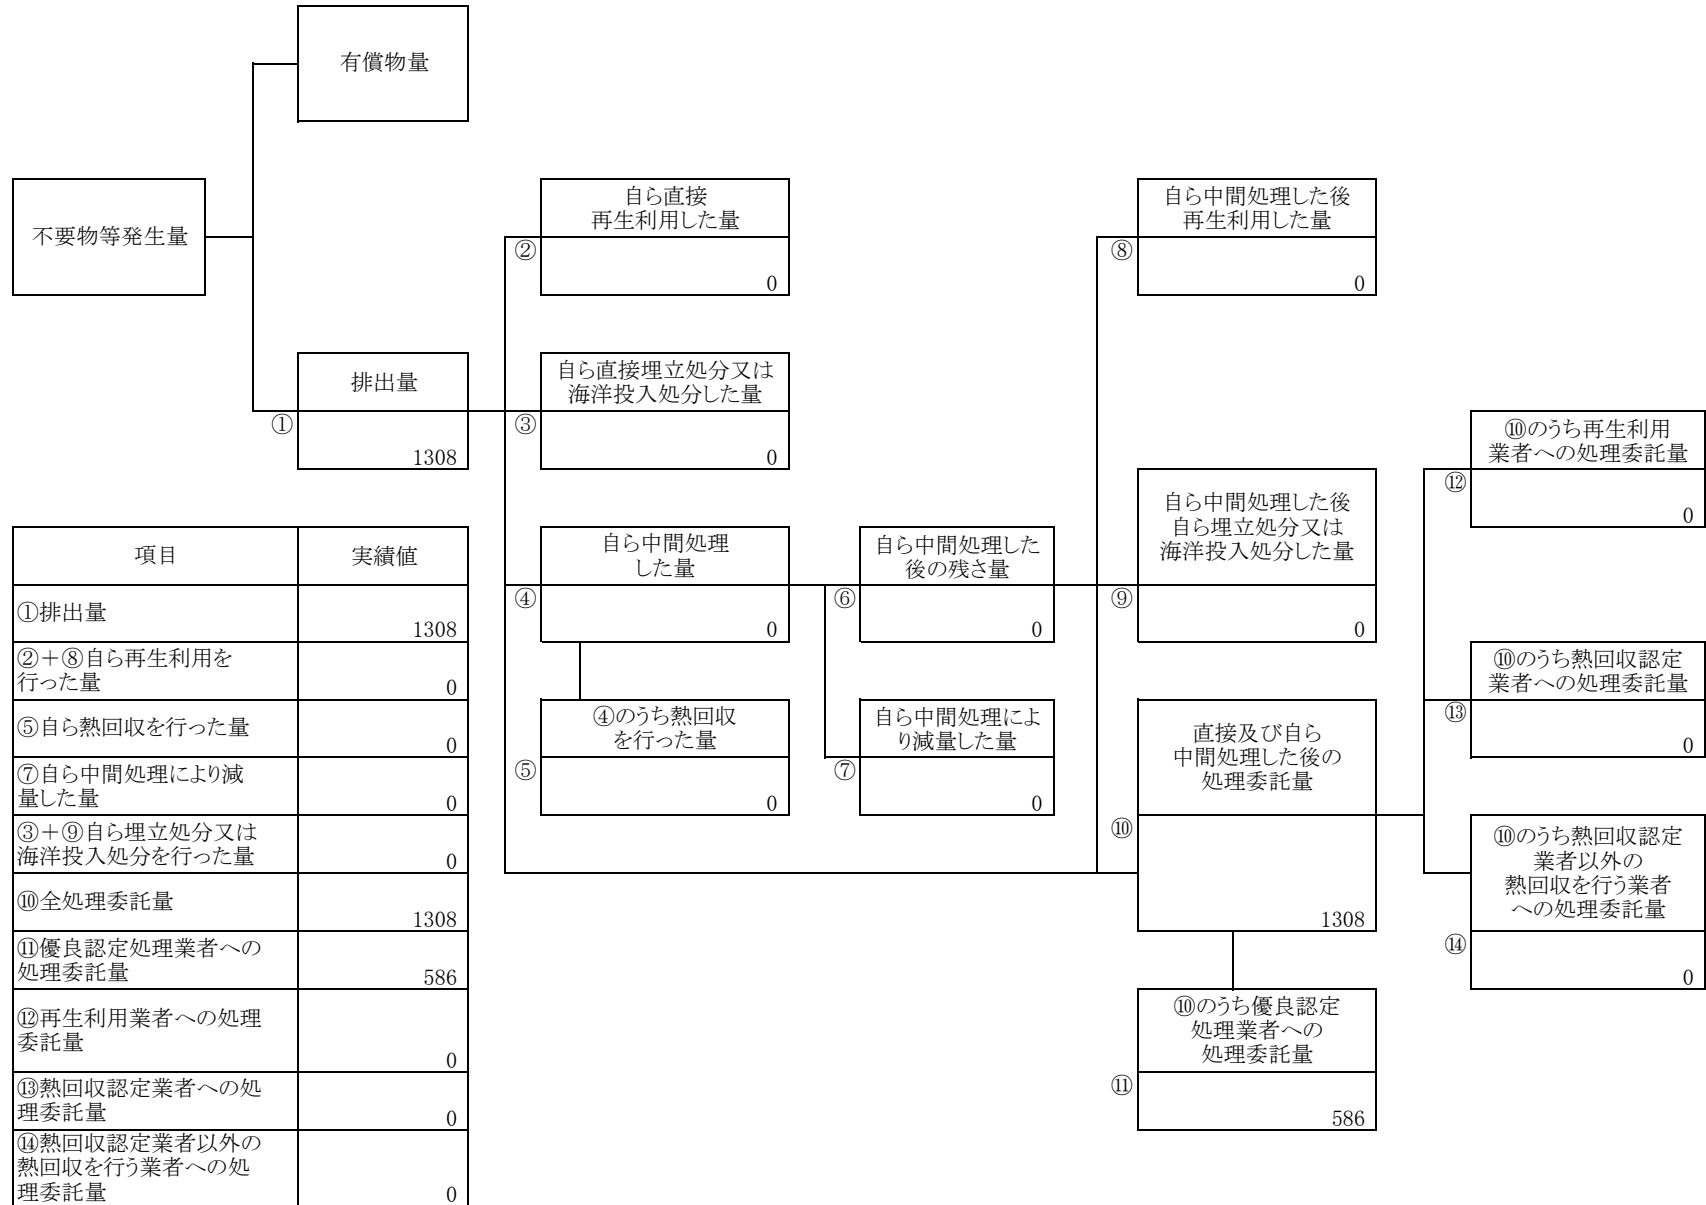 有償物量
不要物等発生量
自ら直接
再生利用した量
②
0
自ら中間処理した後
再生利用した量
⑧
0
排出量
①
1308
自ら直接埋立処分又は
海洋投入処分した量
③
0
⑩のうち再生利用
業者への処理委託量
⑫
0
自ら中間処理
した量
④
0
自ら中間処理した
後の残さ量
⑥
0
自ら中間処理した後
自ら埋立処分又は
海洋投入処分した量
⑨
0
⑩のうち熱回収認定
業者への処理委託量
⑬
0
④のうち熱回収
を行った量
⑤
0
自ら中間処理によ
り減量した量
⑦
0
直接及び自ら
中間処理した後の
処理委託量
⑩
1308
⑩のうち熱回収認定
業者以外の
熱回収を行う業者
への処理委託量
⑭
0
⑩のうち優良認定
処理業者への
処理委託量
⑪
586
項目 実績値
①排出量
1308
②+⑧自ら再生利用を
行った量 0
⑤自ら熱回収を行った量
0
⑦自ら中間処理により減
量した量 0
③+⑨自ら埋立処分又は
海洋投入処分を行った量 0
⑩全処理委託量
1308
⑪優良認定処理業者への
処理委託量 586
⑫再生利用業者への処理
委託量
0
⑬熱回収認定業者への処
理委託量 0
⑭熱回収認定業者以外の
熱回収を行う業者への処
理委託量 0